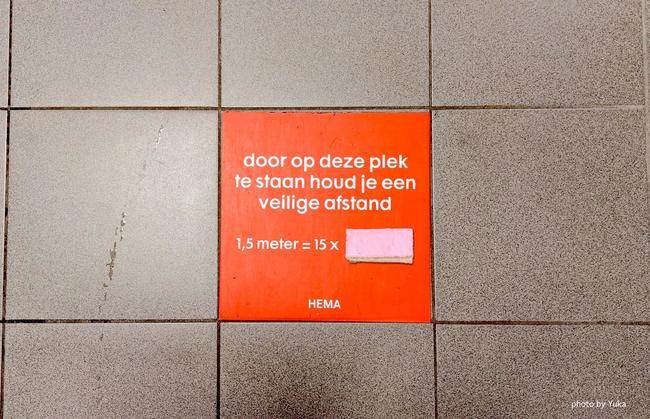 door op deze plek
te staan houd je een
veilige afstand
1,5 meter = 15 x
HEMA
photo by Yuka